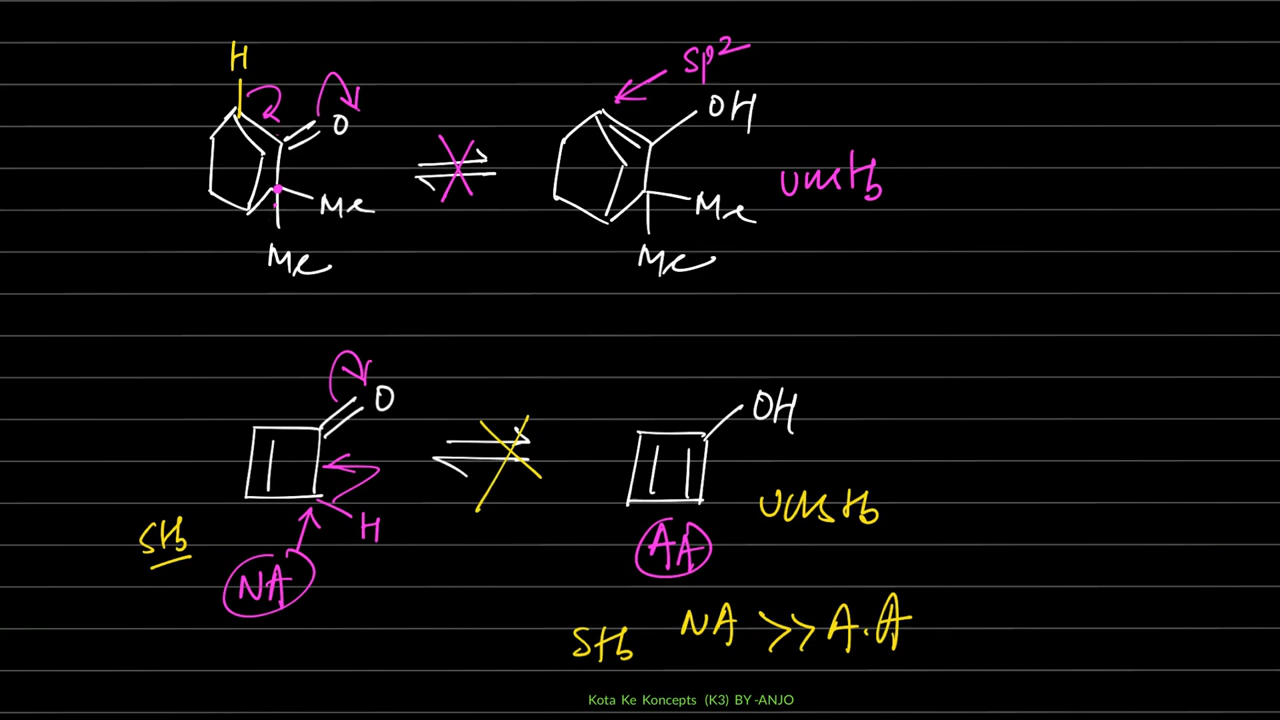 H
sp2
O
OH
Me
Me
unstb
Me
Me
O
OH
H
unstb
Stb
NA
AA
Stb NA >> A.A
Kota Ke Koncepts (K3) BY -ANJO